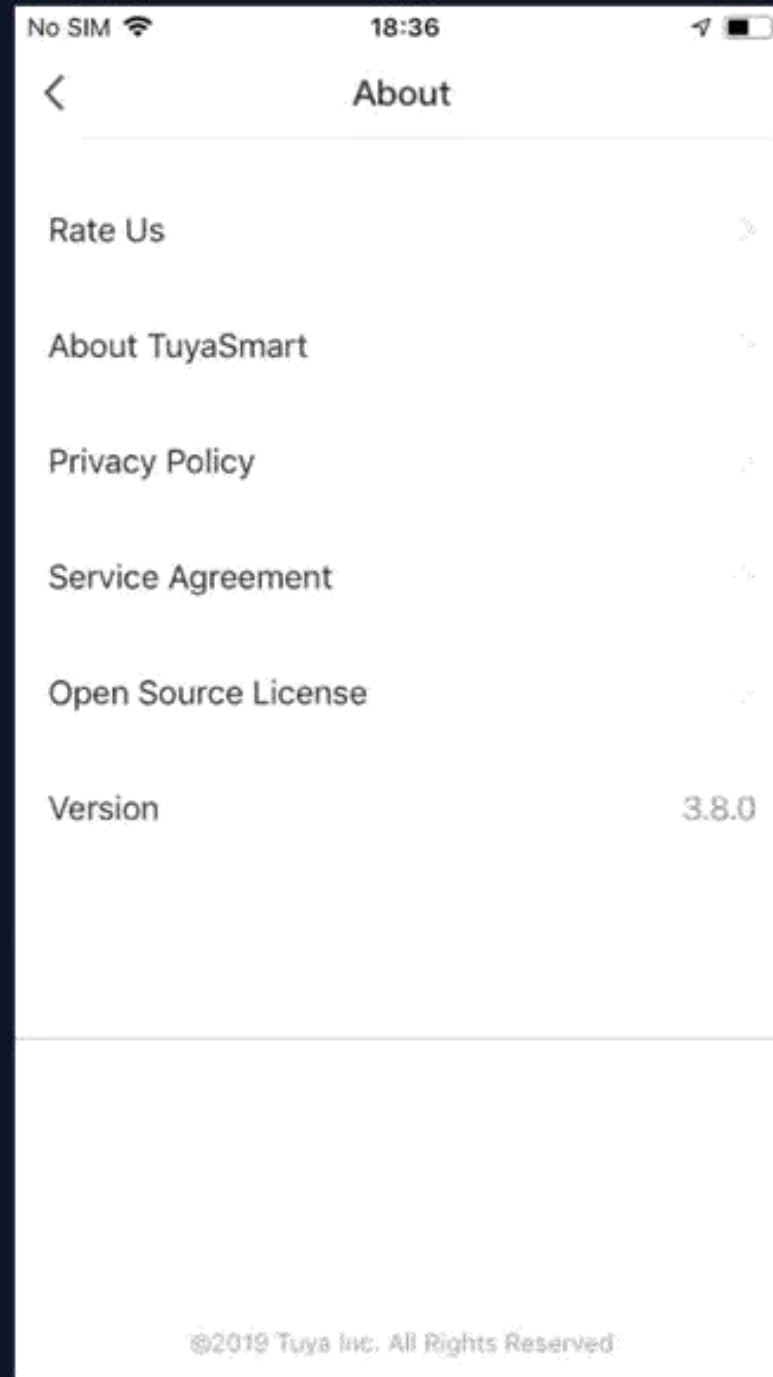 No SIM 18:36
About
Rate Us
About TuyaSmart
Privacy Policy
Service Agreement
Open Source License
Version 3.8.0
©2019 Tuya Inc. All Rights Reserved